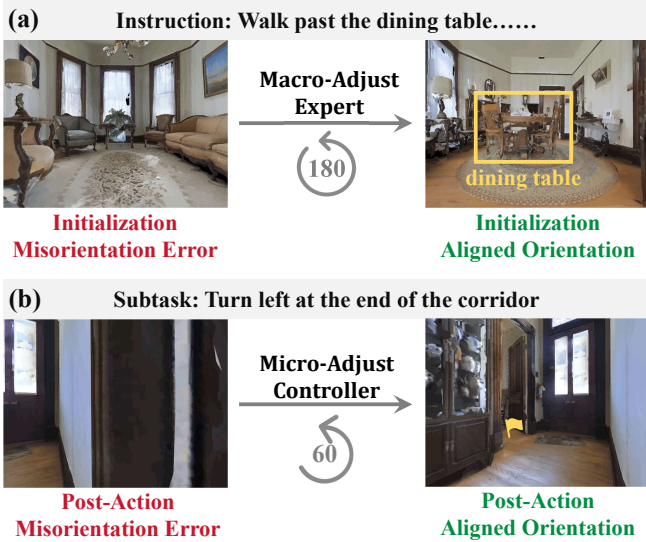 (a) Instruction: Walk past the dining table......
Macro-Adjust
Expert
180
dining table
Initialization
Misorientation Error
Initialization
Aligned Orientation
(b) Subtask: Turn left at the end of the corridor
Micro-Adjust
Controller
60
Post-Action
Misorientation Error
Post-Action
Aligned Orientation